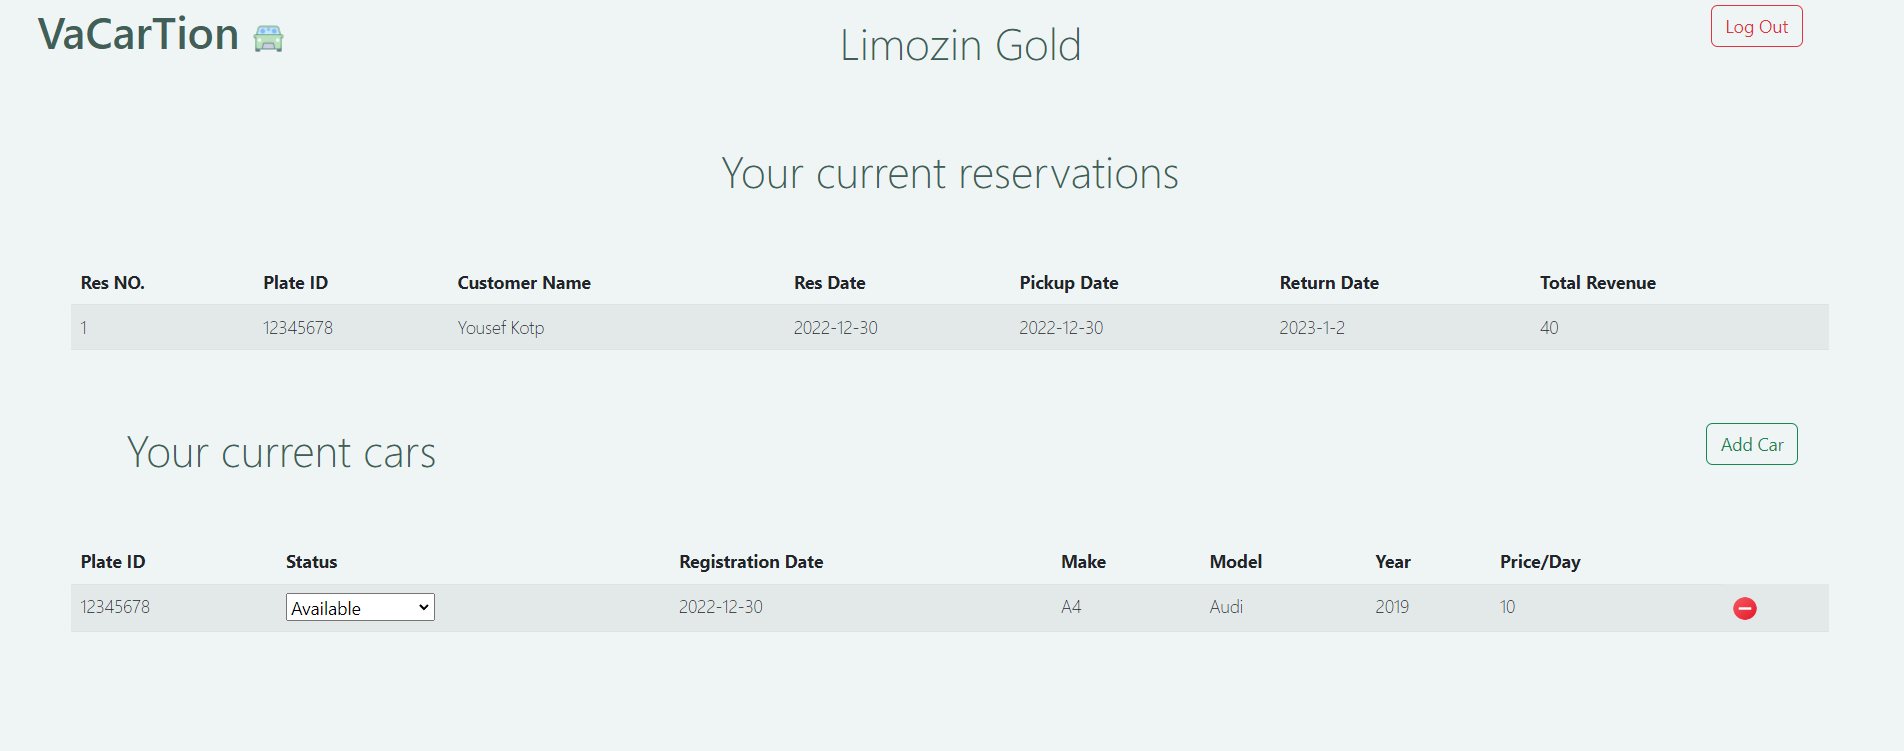 VaCarTion
Limozin Gold
Log Out
Your current reservations
Res NO. Plate ID Customer Name Res Date Pickup Date Return Date Total Revenue
1 12345678 Yousef Kotp 2022-12-30 2022-12-30 2023-1-2 40
Your current cars
Add Car
Plate ID Status Registration Date Make Model Year Price/Day
12345678 Available 2022-12-30 A4 Audi 2019 10